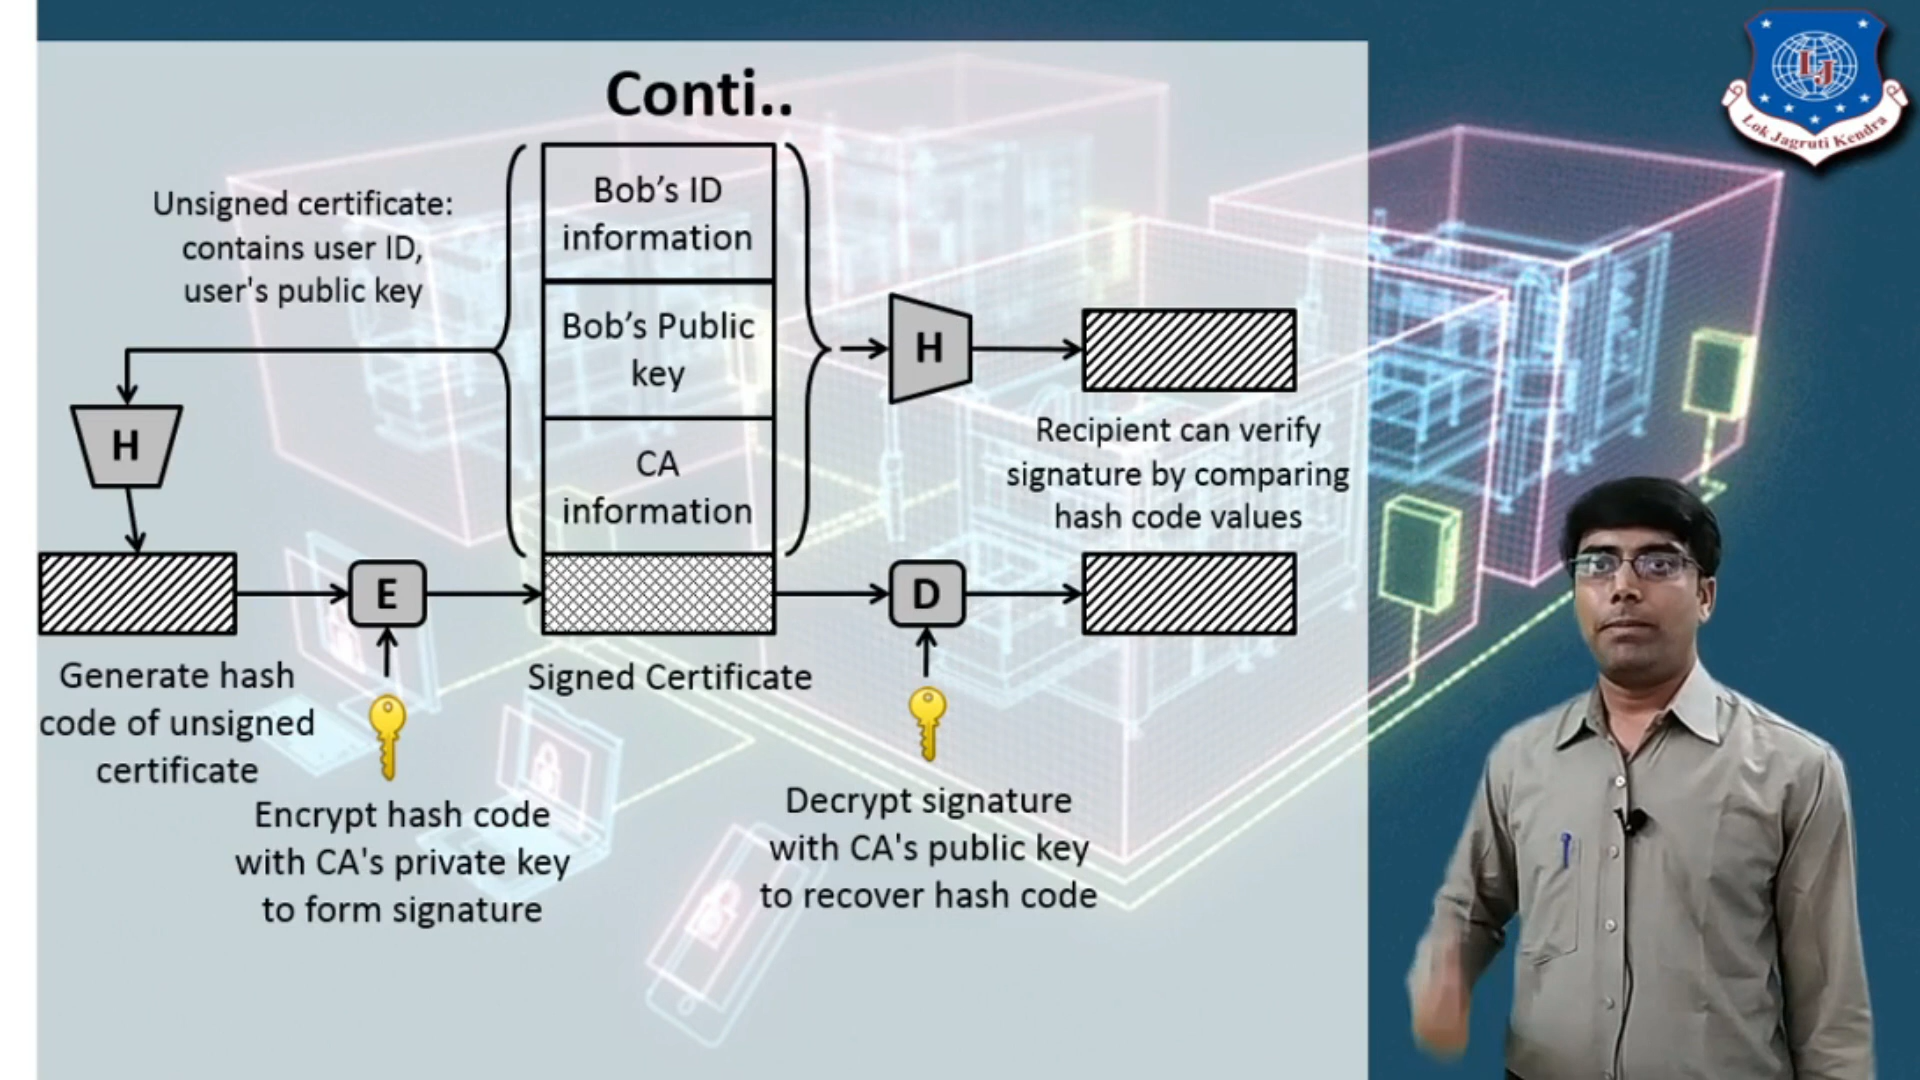 Conti..
Unsigned certificate:
contains user ID,
user's public key
Bob’s ID
information
Bob’s Public
key
CA
information
H
H
Recipient can verify
signature by comparing
hash code values
E
D
Generate hash
code of unsigned
certificate
Signed Certificate
Encrypt hash code
with CA's private key
to form signature
Decrypt signature
with CA's public key
to recover hash code
LJ
Lok Jagruti Kendra